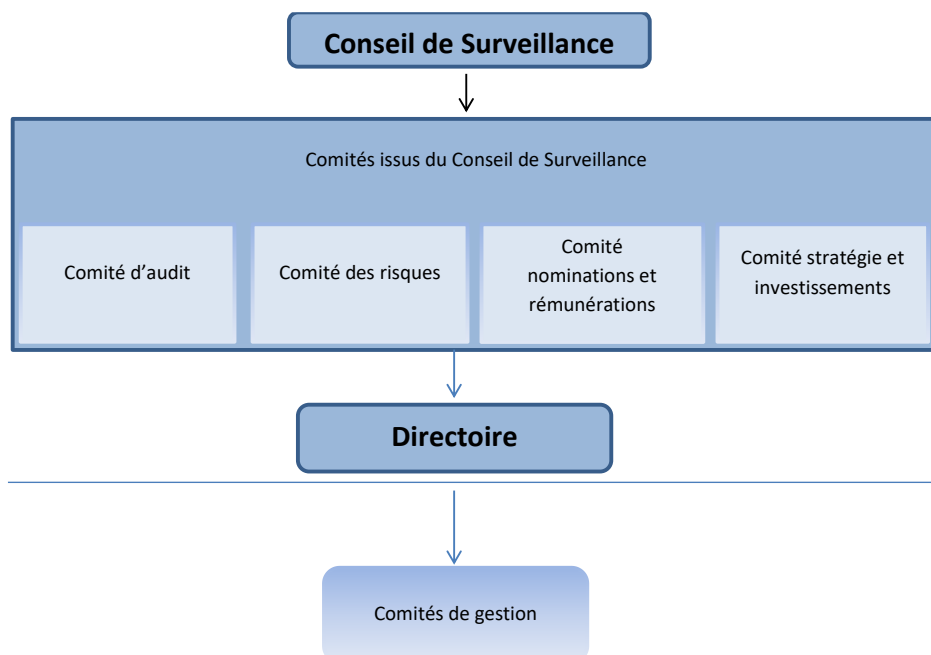 Conseil de Surveillance
Comités issus du Conseil de Surveillance
Comité d’audit
Comité des risques
Comité
nominations et
rémunérations
Comité stratégie et
investissements
Directoire
Comités de gestion